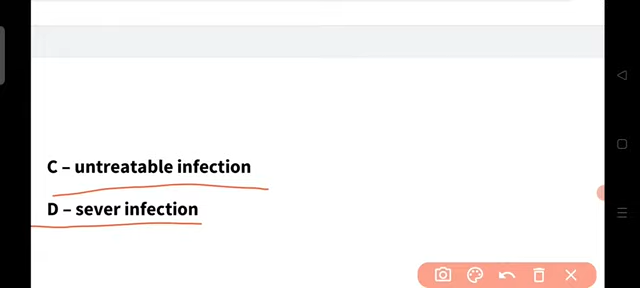 C – untreatable infection
D – sever infection